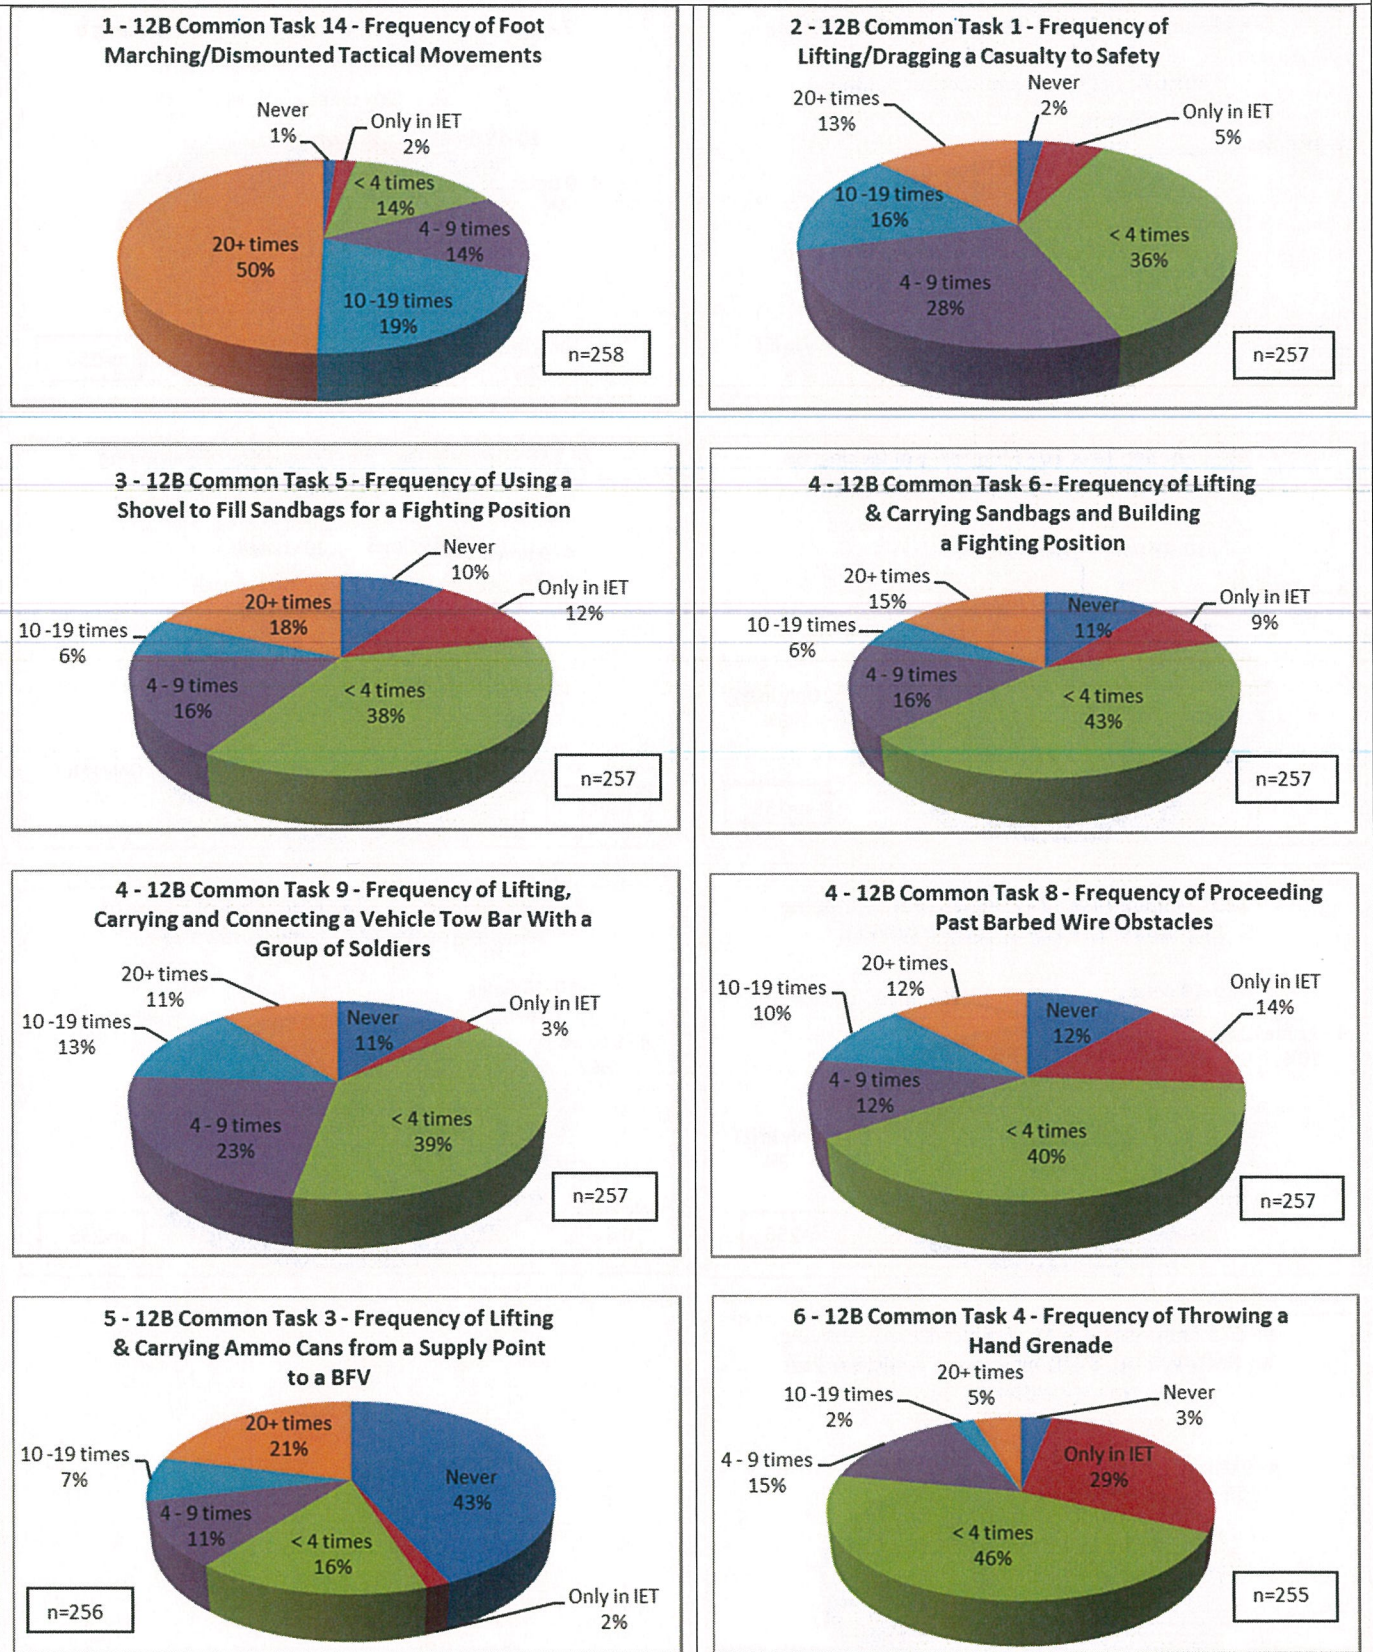 1 - 12B Common Task 14 - Frequency of Foot
Marching/Dismounted Tactical Movements
Never
1%
Only in IET
2%
< 4 times
14%
4 - 9 times
14%
10 -19 times
19%
20+ times
50%
n=258
2 - 12B Common Task 1 - Frequency of
Lifting/Dragging a Casualty to Safety
Never
2%
Only in IET
5%
< 4 times
36%
4 - 9 times
28%
10 -19 times
16%
20+ times
13%
n=257
3 - 12B Common Task 5 - Frequency of Using a
Shovel to Fill Sandbags for a Fighting Position
Never
10%
Only in IET
12%
< 4 times
38%
4 - 9 times
16%
10 -19 times
6%
20+ times
18%
n=257
4 - 12B Common Task 6 - Frequency of Lifting
& Carrying Sandbags and Building
a Fighting Position
Never
11%
Only in IET
9%
< 4 times
43%
4 - 9 times
16%
10 -19 times
6%
20+ times
15%
n=257
4 - 12B Common Task 9 - Frequency of Lifting,
Carrying and Connecting a Vehicle Tow Bar With a
Group of Soldiers
Never
11%
Only in IET
3%
< 4 times
39%
4 - 9 times
23%
10 -19 times
13%
20+ times
11%
n=257
4 - 12B Common Task 8 - Frequency of Proceeding
Past Barbed Wire Obstacles
Never
12%
Only in IET
14%
< 4 times
40%
4 - 9 times
12%
10 -19 times
10%
20+ times
12%
n=257
5 - 12B Common Task 3 - Frequency of Lifting
& Carrying Ammo Cans from a Supply Point
to a BFV
Never
43%
Only in IET
2%
< 4 times
16%
4 - 9 times
11%
10 -19 times
7%
20+ times
21%
n=256
6 - 12B Common Task 4 - Frequency of Throwing a
Hand Grenade
Never
3%
Only in IET
29%
< 4 times
46%
4 - 9 times
15%
10 -19 times
2%
20+ times
5%
n=255